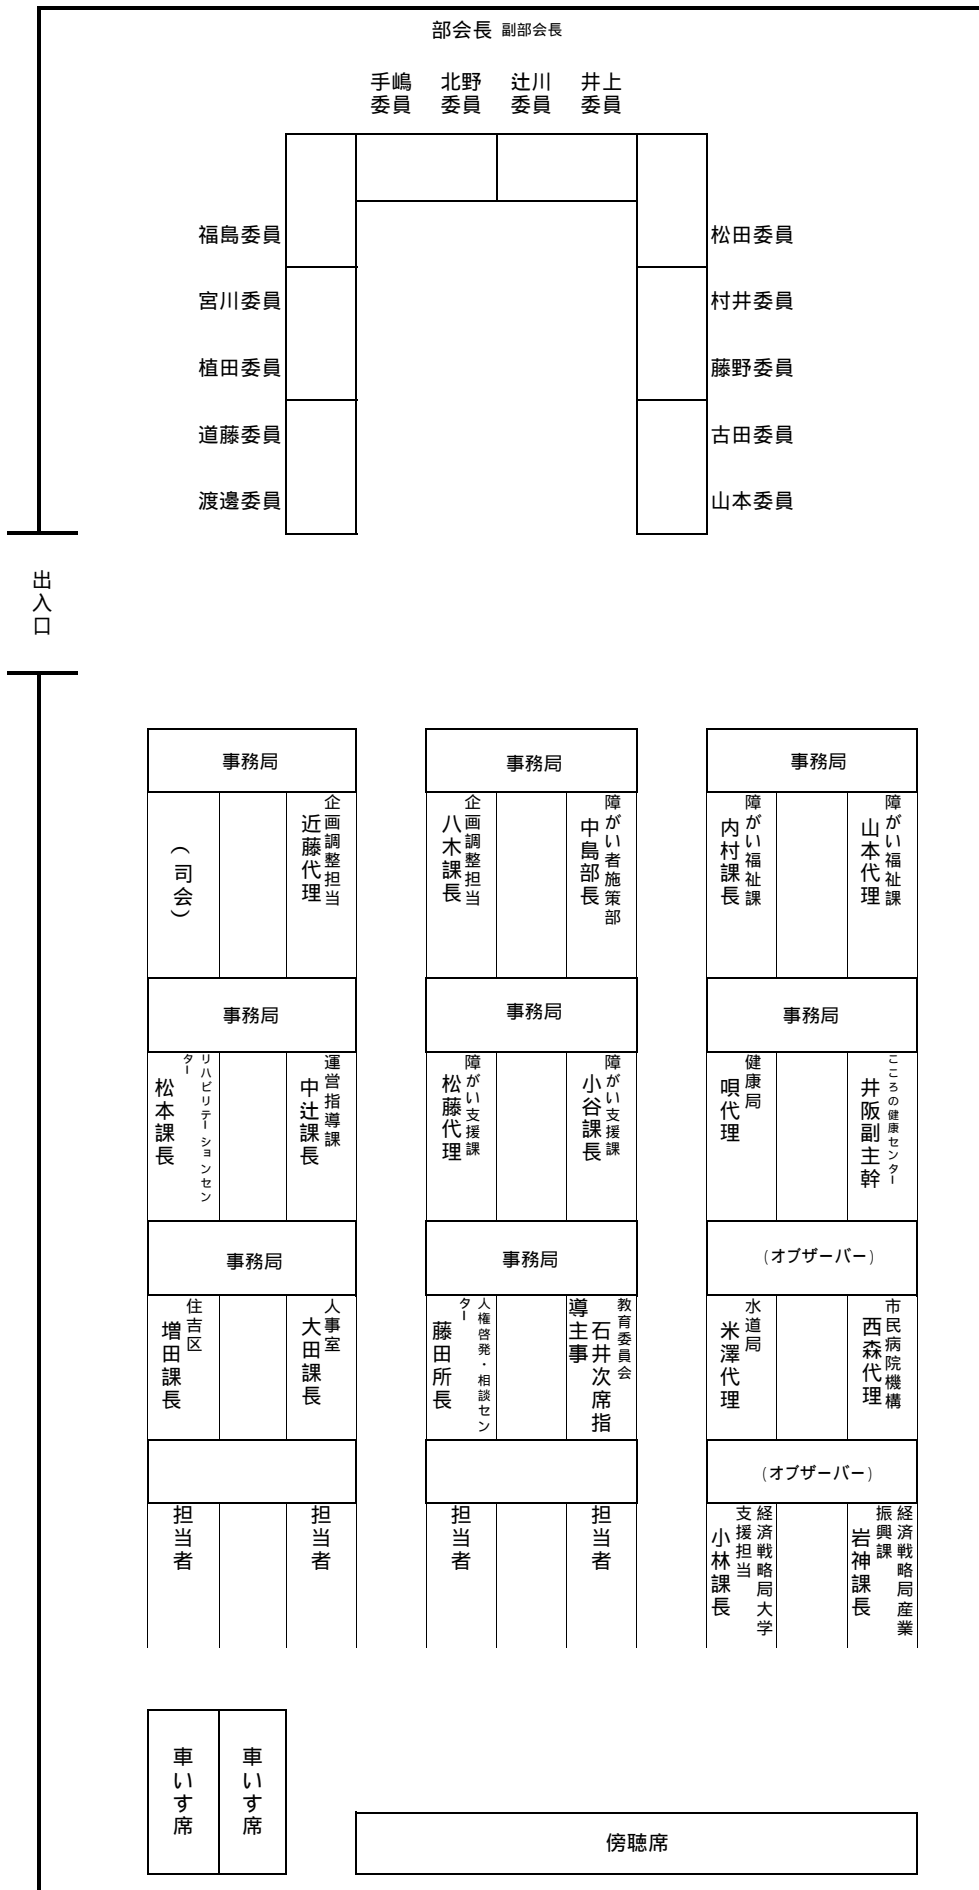 部会長 副部会長
手嶋委員 北野委員 辻川委員 井上委員
福島委員
松田委員
宮川委員
村井委員
植田委員
藤野委員
道藤委員
古田委員
渡邊委員
山本委員
出入口
事務局
事務局
事務局
（司会）
企画調整担当
近藤代理
企画調整担当
八木課長
障がい者施策部
中島部長
障がい福祉課
内村課長
障がい福祉課
山本代理
事務局
事務局
事務局
リハビリテーションセンター
松本課長
運営指導課
中辻課長
障がい支援課
松藤代理
障がい支援課
小谷課長
健康局
唄代理
こころの健康センター
井阪副主幹
事務局
事務局
(オブザーバー)
住吉区
増田課長
人事室
大田課長
人権啓発・相談センター
藤田所長
教育委員会
石井次席指導主事
水道局
米澤代理
市民病院機構
西森代理
(オブザーバー)
担当者
担当者
担当者
担当者
経済戦略局大学支援担当
小林課長
経済戦略局産業振興課
岩神課長
車いす席
車いす席
傍聴席